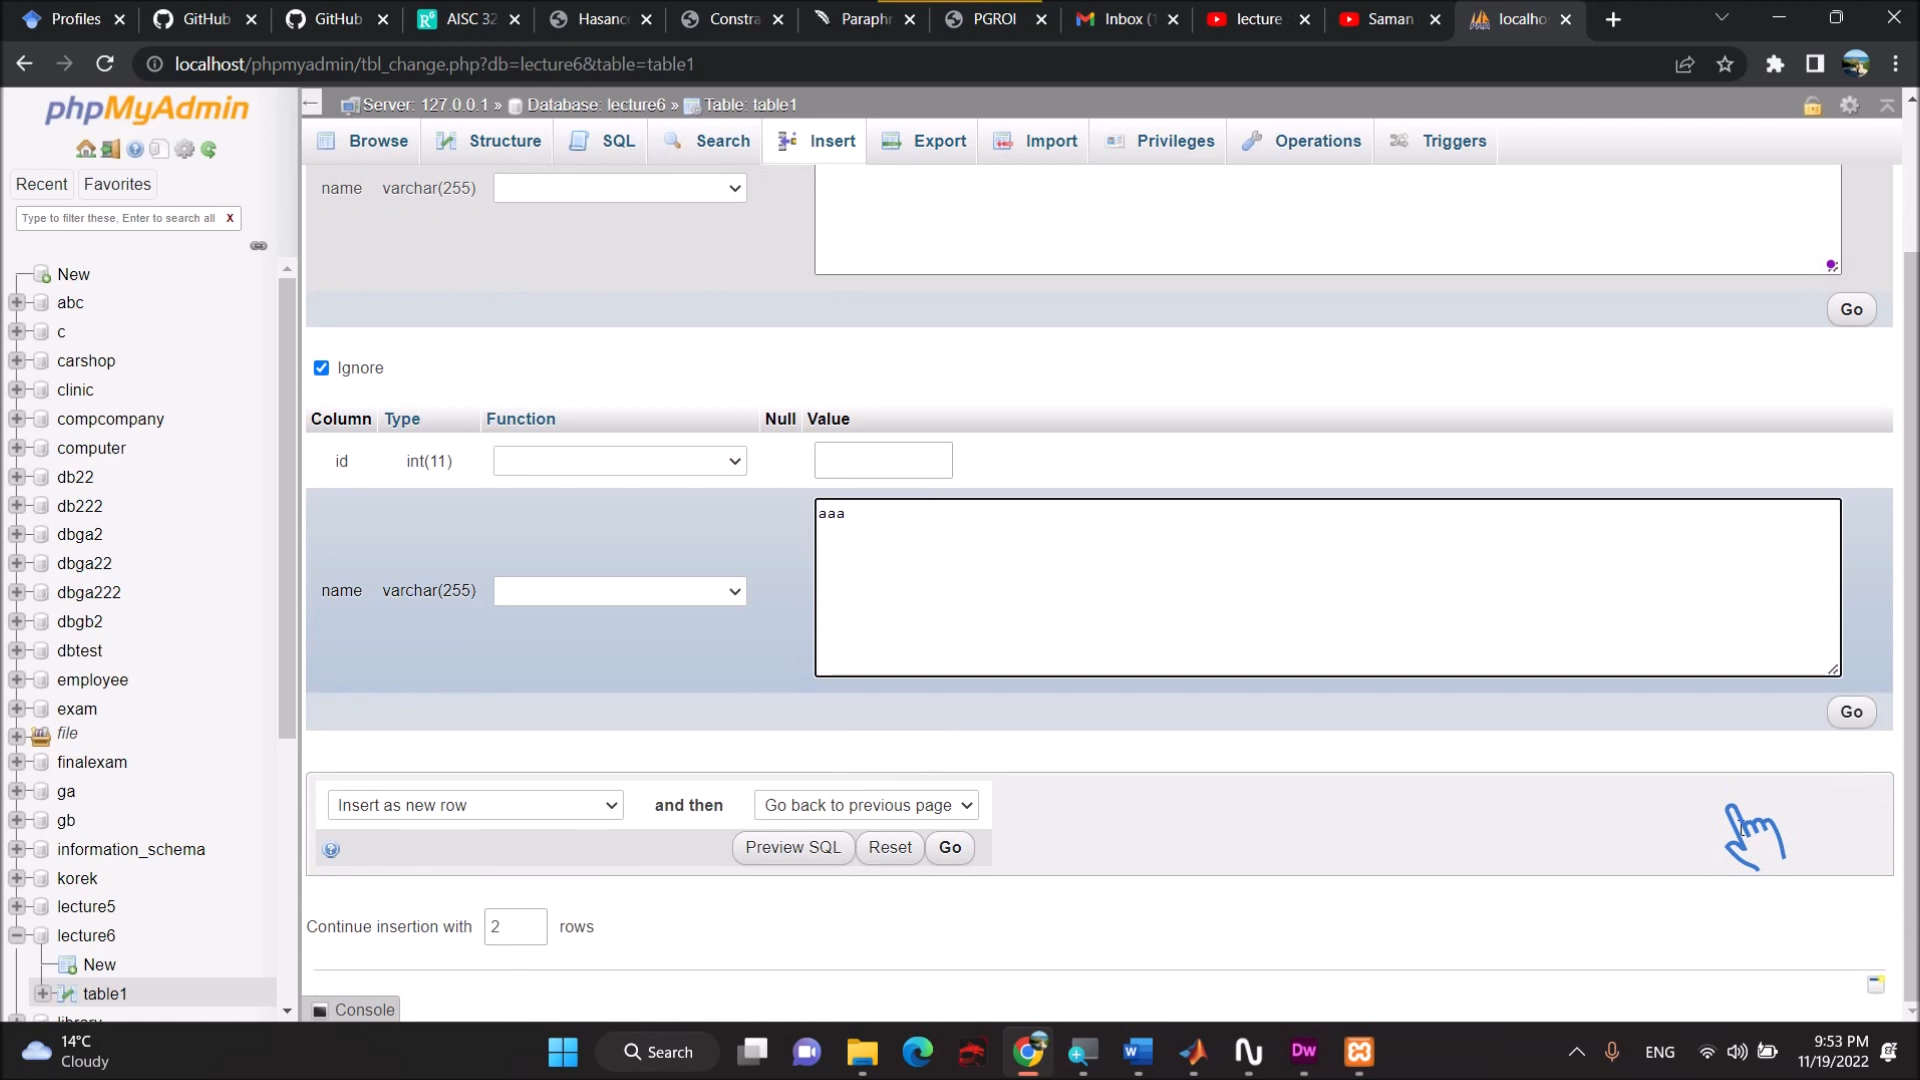 Profiles
GitHub
GitHub
AISC 32
Hasano
Constra
Paraphr
PGROI
Inbox (1
lecture
Saman
localho
localhost/phpmyadmin/tbl_change.php?db=lecture6&table=table1
phpMyAdmin
Recent
Favorites
Type to filter these, Enter to search all
X
New
abc
c
carshop
clinic
compcompany
computer
db22
db222
dbga2
dbga22
dbga222
dbgb2
dbtest
employee
exam
file
finalexam
ga
gb
information_schema
korek
lecture5
lecture6
New
table1
Server: 127.0.0.1 » Database: lecture6 » Table: table1
Browse
Structure
SQL
Search
Insert
Export
Import
Privileges
Operations
Triggers
name varchar(255)
Go
Ignore
Column Type Function Null Value
id int(11)
name varchar(255)
aaa
Go
Insert as new row
and then
Go back to previous page
Preview SQL
Reset
Go
Continue insertion with 2 rows
Console
14°C
Cloudy
Search
ENG
9:53 PM
11/19/2022